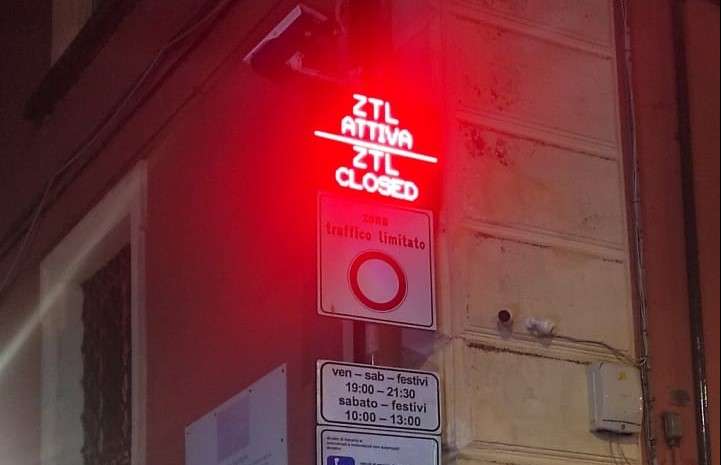 ZTL
ATTIVA
ZTL
CLOSED
zona
traffico limitato
ven – sab – festivi
19:00 – 21:30
sabato – festivi
10:00 – 13:00